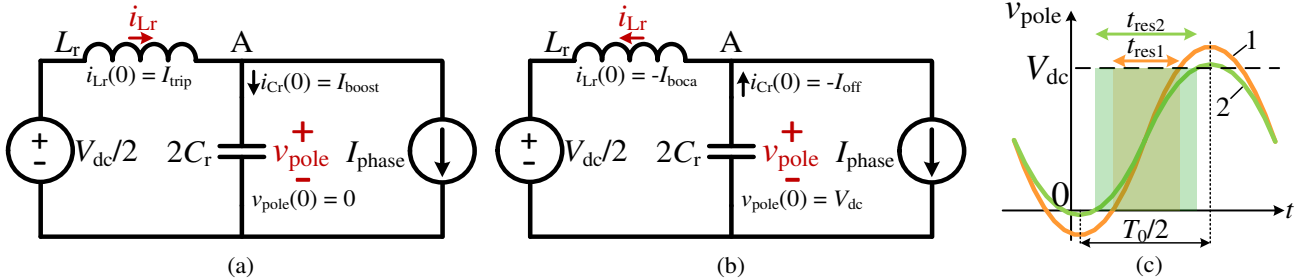 i_Lr
L_r
A
i_Lr(0) = I_trip
i_Cr(0) = I_boost
+
-
V_dc/2
2C_r
+
v_pole
-
I_phase
v_pole(0) = 0
(a)
i_Lr
L_r
A
i_Lr(0) = -I_boca
i_Cr(0) = -I_off
+
-
V_dc/2
2C_r
+
v_pole
-
I_phase
v_pole(0) = V_dc
(b)
v_pole
t_res2
t_res1
1
V_dc
2
0
t
T_0/2
(c)